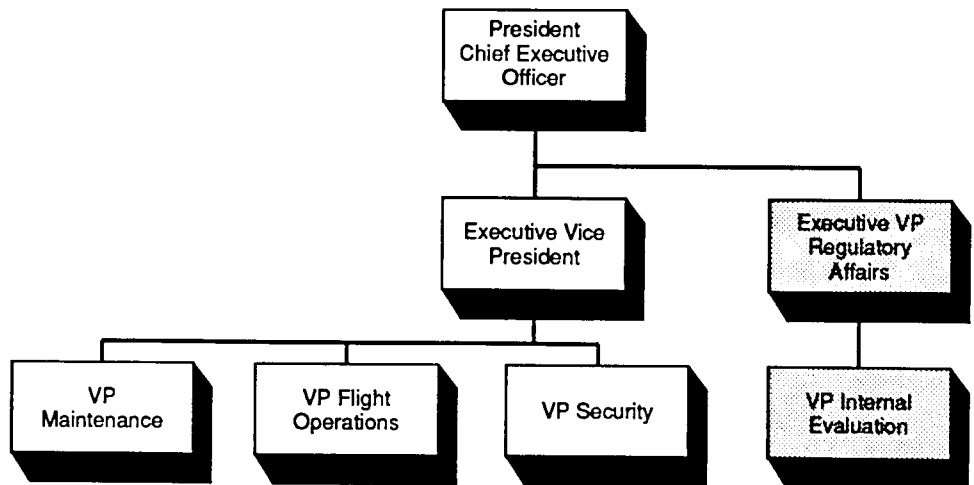 President
Chief Executive
Officer
Executive Vice
President
Executive VP
Regulatory
Affairs
VP
Maintenance
VP Flight
Operations
VP Security
VP Internal
Evaluation